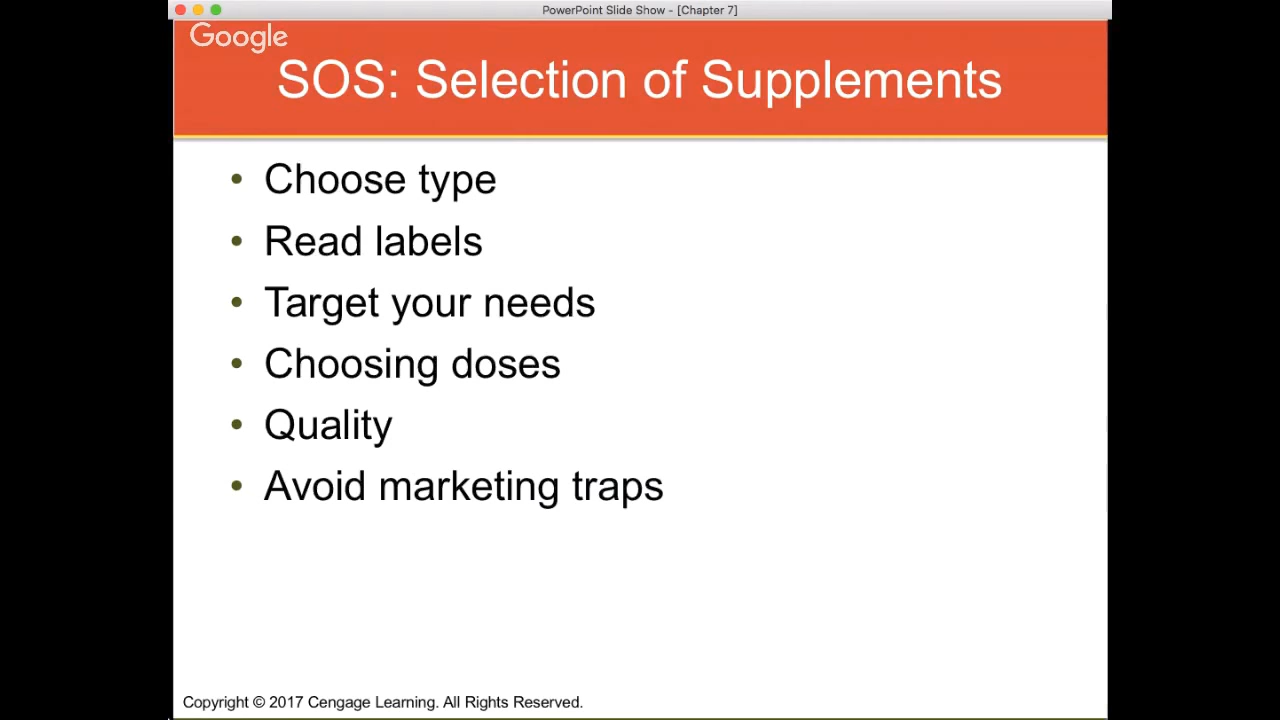 PowerPoint Slide Show - [Chapter 7]
Google
SOS: Selection of Supplements
• Choose type
• Read labels
• Target your needs
• Choosing doses
• Quality
• Avoid marketing traps
Copyright © 2017 Cengage Learning. All Rights Reserved.